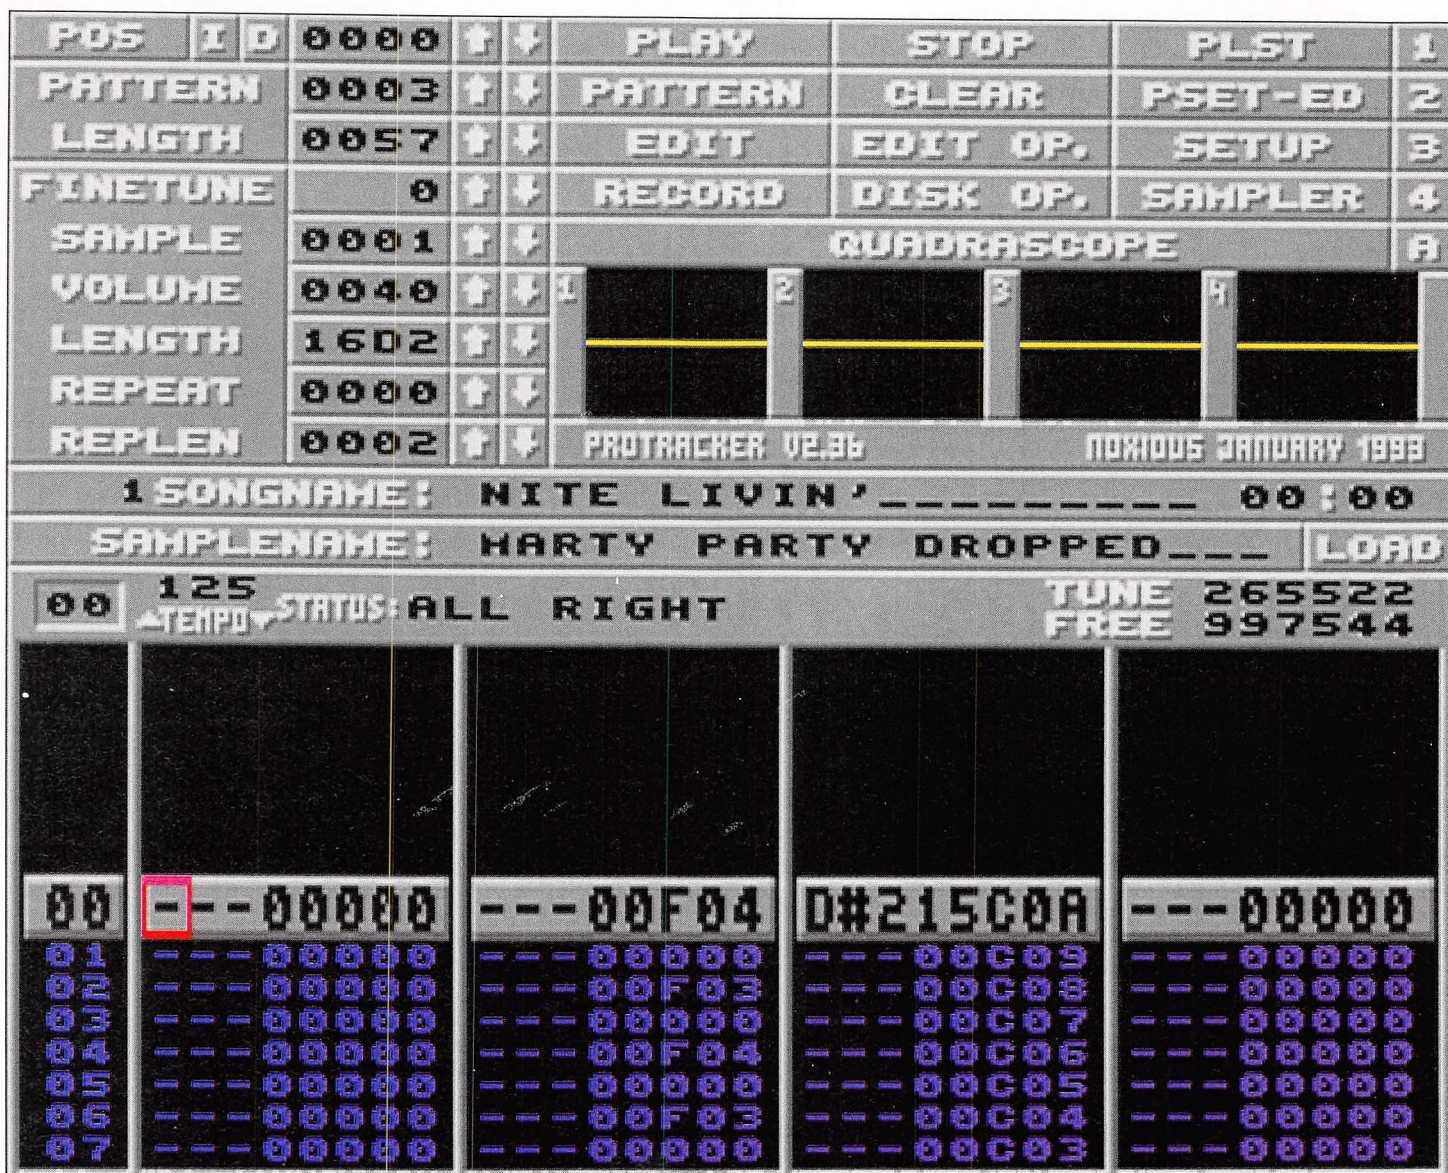 POS I D 0000 PLAY STOP PLST 1
PATTERN 0003 PATTERN CLEAR PSET-ED 2
LENGTH 0057 EDIT EDIT OP. SETUP 3
FINETUNE 0 RECORD DISK OP. SAMPLER 4
SAMPLE 0001 QUADRASCOPE A
VOLUME 0040 1 2 3 4
LENGTH 16D2
REPEAT 0000
REPLEN 0002 PROTRACKER V2.3b NOXIOUS JANUARY 1993
1 SONGNAME: NITE LIVIN'_________ 00:00
SAMPLENAME: MARTY PARTY DROPPED___ LOAD
00 125 TEMPO STATUS: ALL RIGHT TUNE 265522
FREE 997544
00 ---00000 ---00F04 D#215C0A ---00000
01 ---00000 ---00000 ---00C09 ---00000
02 ---00000 ---00F03 ---00C08 ---00000
03 ---00000 ---00000 ---00C07 ---00000
04 ---00000 ---00F04 ---00C06 ---00000
05 ---00000 ---00000 ---00C05 ---00000
06 ---00000 ---00F03 ---00C04 ---00000
07 ---00000 ---00000 ---00C03 ---00000